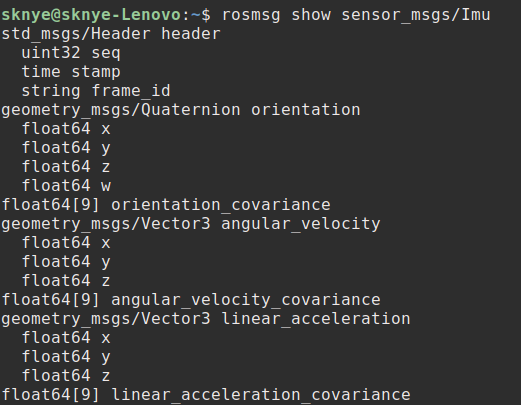 sknye@sknye-Lenovo:~$ rosmsg show sensor_msgs/Imu
std_msgs/Header header
  uint32 seq
  time stamp
  string frame_id
geometry_msgs/Quaternion orientation
  float64 x
  float64 y
  float64 z
  float64 w
float64[9] orientation_covariance
geometry_msgs/Vector3 angular_velocity
  float64 x
  float64 y
  float64 z
float64[9] angular_velocity_covariance
geometry_msgs/Vector3 linear_acceleration
  float64 x
  float64 y
  float64 z
float64[9] linear_acceleration_covariance